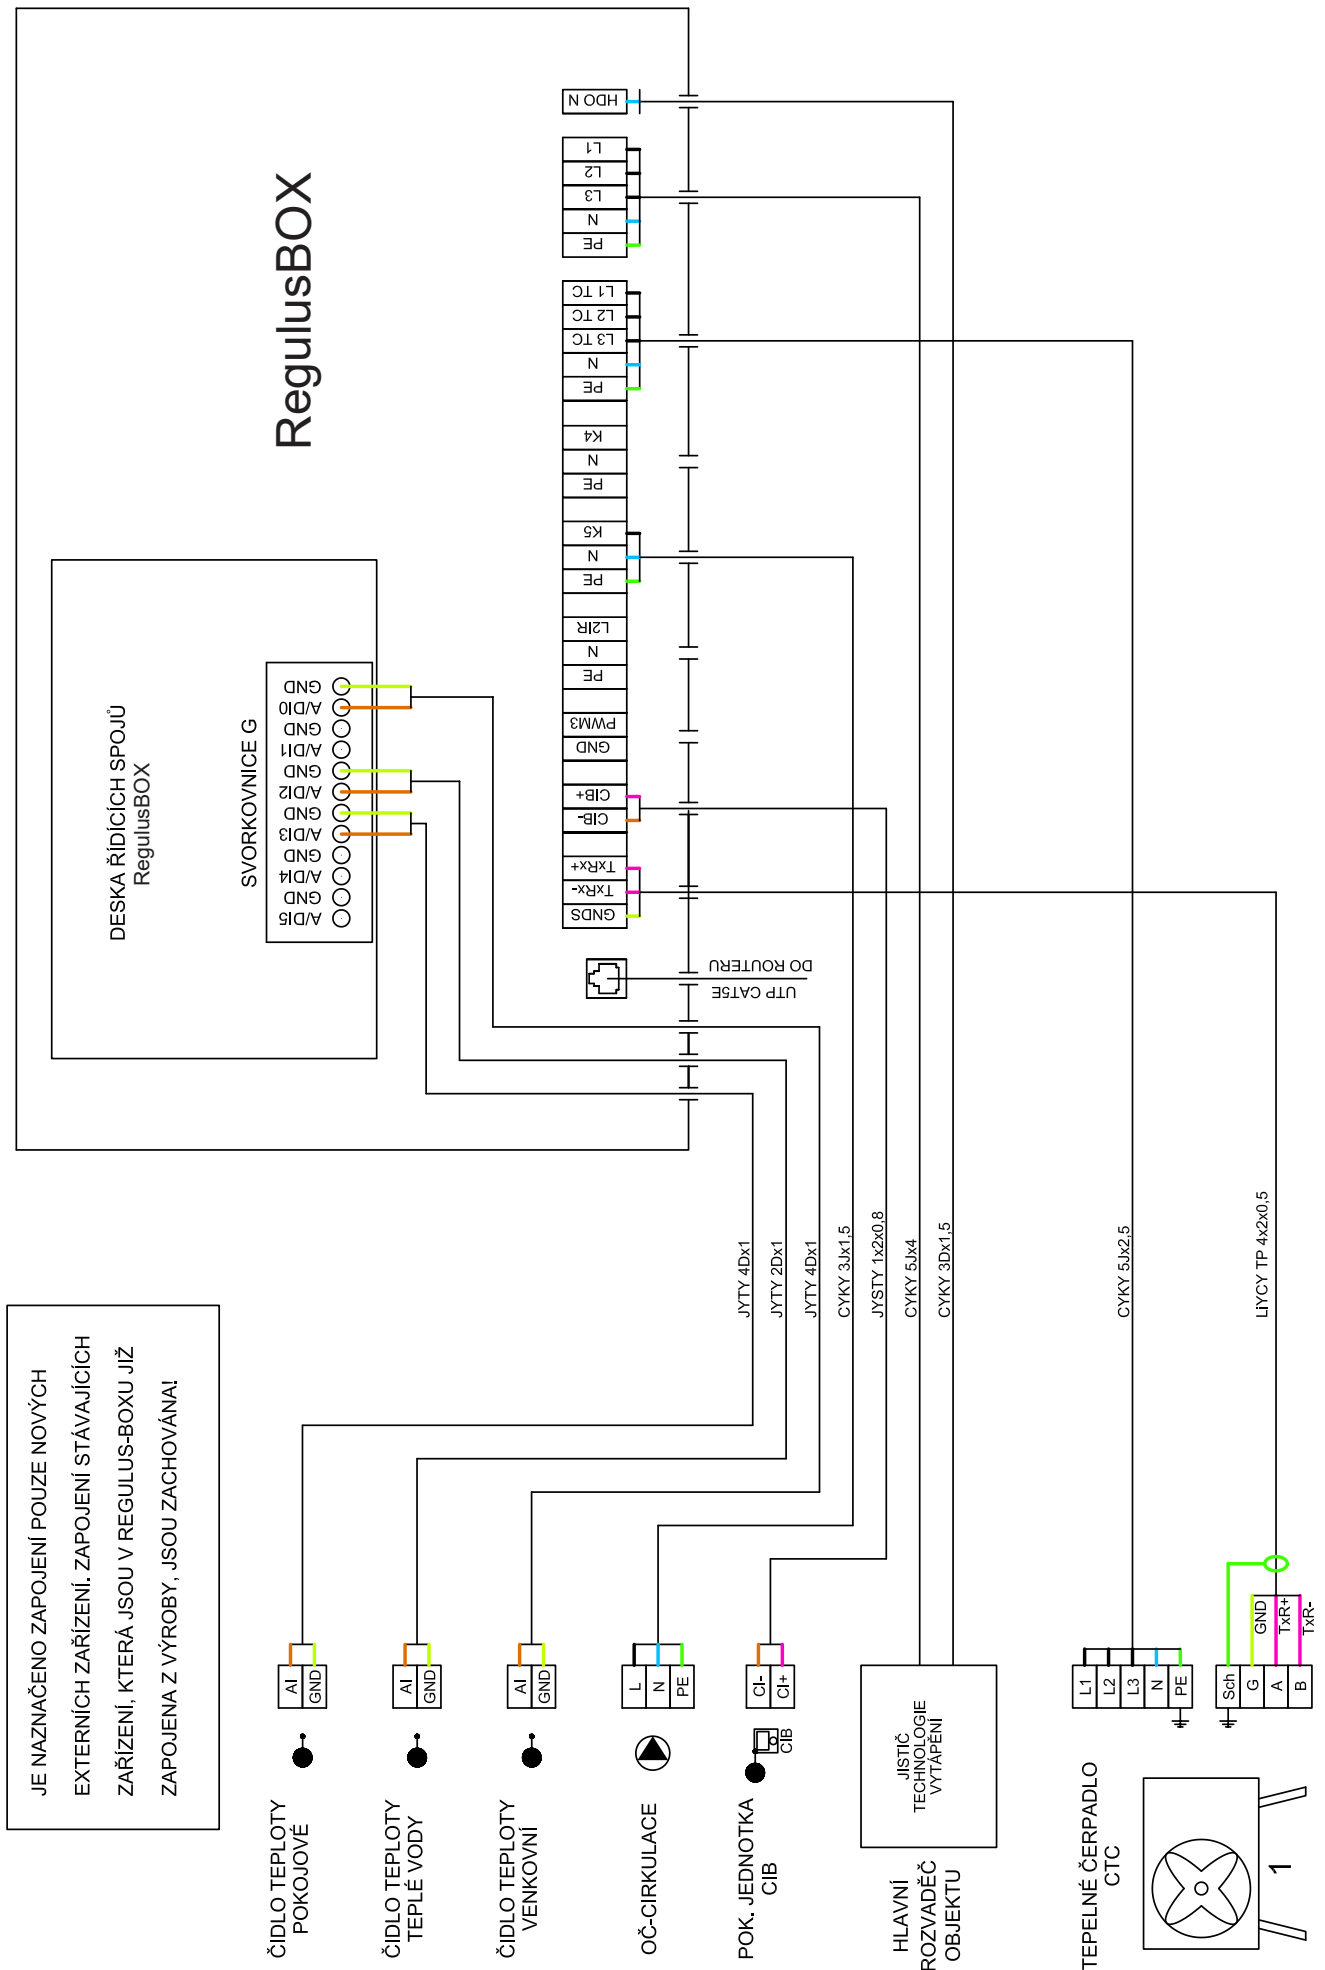 RegulusBOX
DESKA ŘÍDÍCÍCH SPOJŮ
RegulusBOX
SVORKOVNICE G
GND
A/DI0
GND
A/DI1
GND
A/DI2
GND
A/DI3
GND
A/DI4
GND
A/DI5
HDO N
L1
L2
L3
N
PE
L1 TC
L2 TC
L3 TC
N
PE
K4
N
PE
K5
N
PE
L2IR
N
PE
PWM3
GND
CIB+
CIB-
TxRx+
TxRx-
GNDS
DO ROUTERU
UTP CAT5E
JYTY 4Dx1
JYTY 2Dx1
JYTY 4Dx1
CYKY 3Jx1,5
JYSTY 1x2x0,8
CYKY 5Jx4
CYKY 3Dx1,5
CYKY 5Jx2,5
LiYCY TP 4x2x0,5
JE NAZNAČENO ZAPOJENÍ POUZE NOVÝCH
EXTERNÍCH ZAŘÍZENÍ. ZAPOJENÍ STÁVAJÍCÍCH
ZAŘÍZENÍ, KTERÁ JSOU V REGULUS-BOXU JIŽ
ZAPOJENA Z VÝROBY, JSOU ZACHOVÁNA!
AI
GND
ČIDLO TEPLOTY
POKOJOVÉ
AI
GND
ČIDLO TEPLOTY
TEPLÉ VODY
AI
GND
ČIDLO TEPLOTY
VENKOVNÍ
L
N
PE
OČ-CIRKULACE
CI-
CI+
CIB
POK. JEDNOTKA
CIB
JISTIČ
TECHNOLOGIE
VYTÁPĚNÍ
HLAVNÍ
ROZVADĚČ
OBJEKTU
L1
L2
L3
N
PE
TEPELNÉ ČERPADLO
CTC
GND
TxR+
TxR-
Sch
G
A
B
1